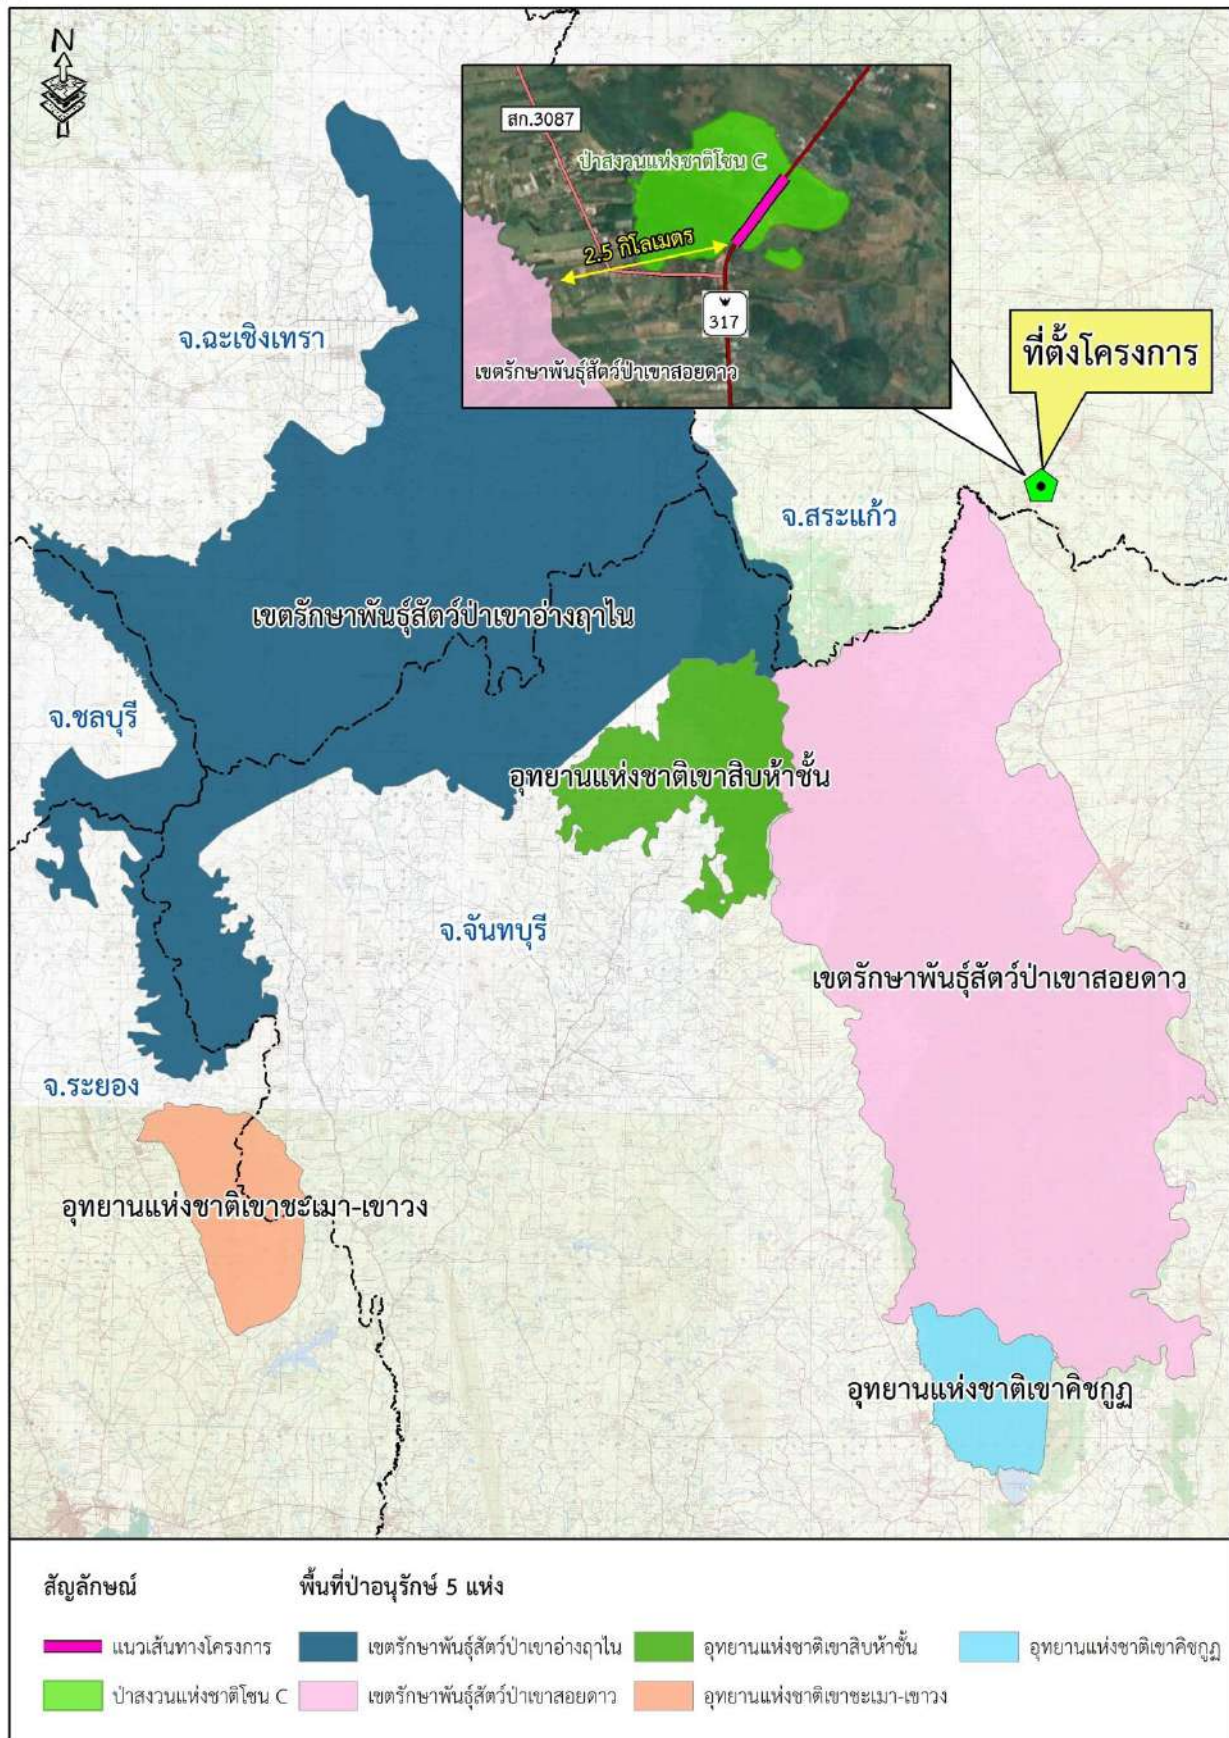 N
สก.3087
ป่าสงวนแห่งชาติโซน C
2.5 กิโลเมตร
317
เขตรักษาพันธุ์สัตว์ป่าเขาสอยดาว
ที่ตั้งโครงการ
จ.ฉะเชิงเทรา
จ.สระแก้ว
เขตรักษาพันธุ์สัตว์ป่าเขาอ่างฤาไน
จ.ชลบุรี
อุทยานแห่งชาติเขาสิบห้าชั้น
จ.จันทบุรี
เขตรักษาพันธุ์สัตว์ป่าเขาสอยดาว
จ.ระยอง
อุทยานแห่งชาติเขาชะเมา-เขาวง
อุทยานแห่งชาติเขาคิชกูฏ
สัญลักษณ์
พื้นที่ป่าอนุรักษ์ 5 แห่ง
แนวเส้นทางโครงการ
เขตรักษาพันธุ์สัตว์ป่าเขาอ่างฤาไน
อุทยานแห่งชาติเขาสิบห้าชั้น
อุทยานแห่งชาติเขาคิชกูฏ
ป่าสงวนแห่งชาติโซน C
เขตรักษาพันธุ์สัตว์ป่าเขาสอยดาว
อุทยานแห่งชาติเขาชะเมา-เขาวง